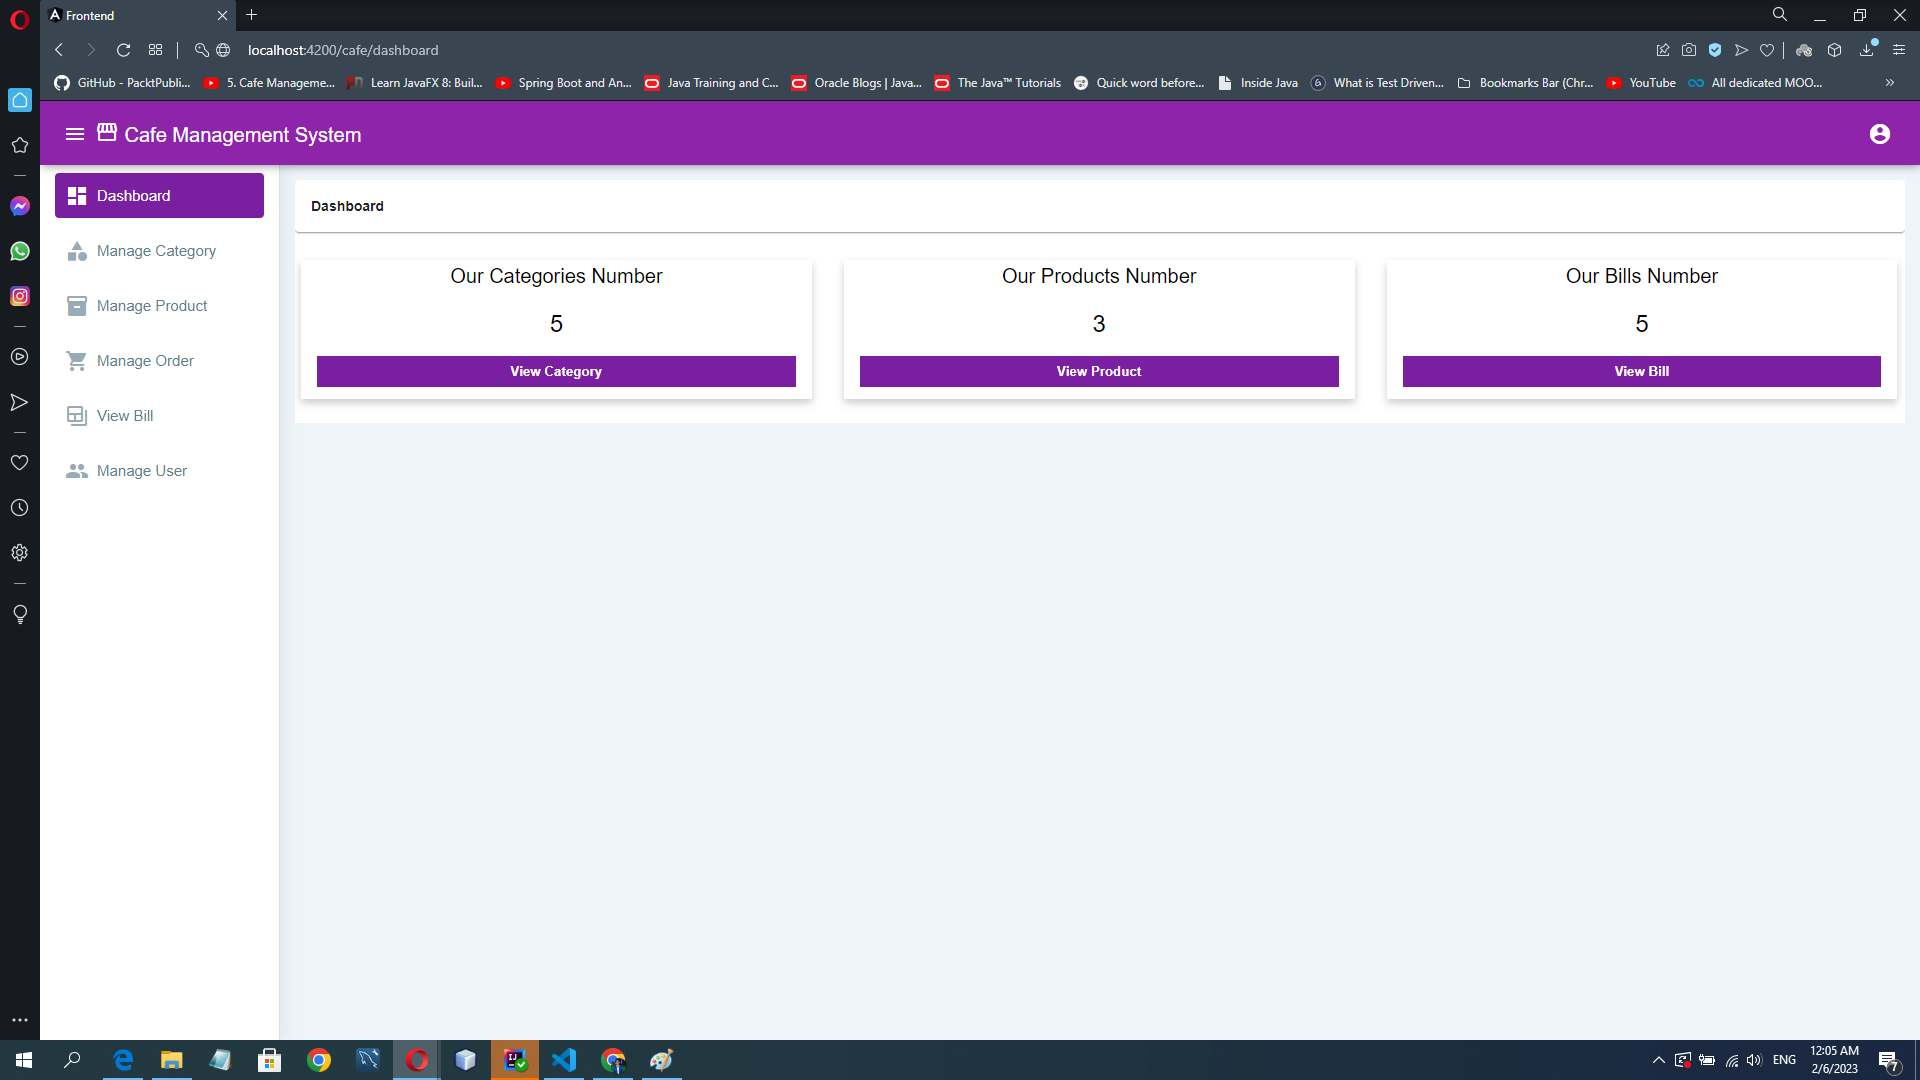 Frontend
localhost:4200/cafe/dashboard
GitHub - PacktPubli...
5. Cafe Manageme...
Learn JavaFX 8: Buil...
Spring Boot and An...
Java Training and C...
Oracle Blogs | Java...
The Java™ Tutorials
Quick word before...
Inside Java
What is Test Driven...
Bookmarks Bar (Chr...
YouTube
All dedicated MOO...
Cafe Management System
Dashboard
Manage Category
Manage Product
Manage Order
View Bill
Manage User
Dashboard
Our Categories Number
5
View Category
Our Products Number
3
View Product
Our Bills Number
5
View Bill
ENG
12:05 AM
2/6/2023
7